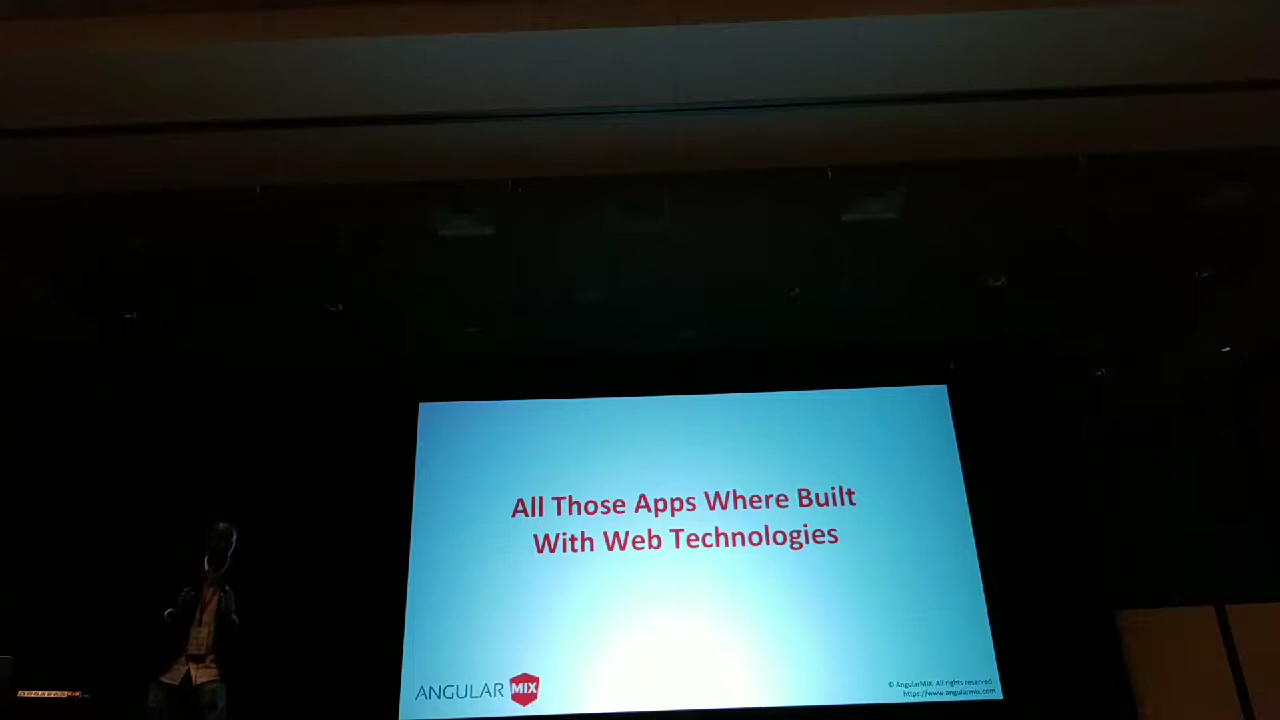 All Those Apps Where Built
With Web Technologies
ANGULAR MIX
© AngularMIX All rights reserved
https://www.angularmix.com